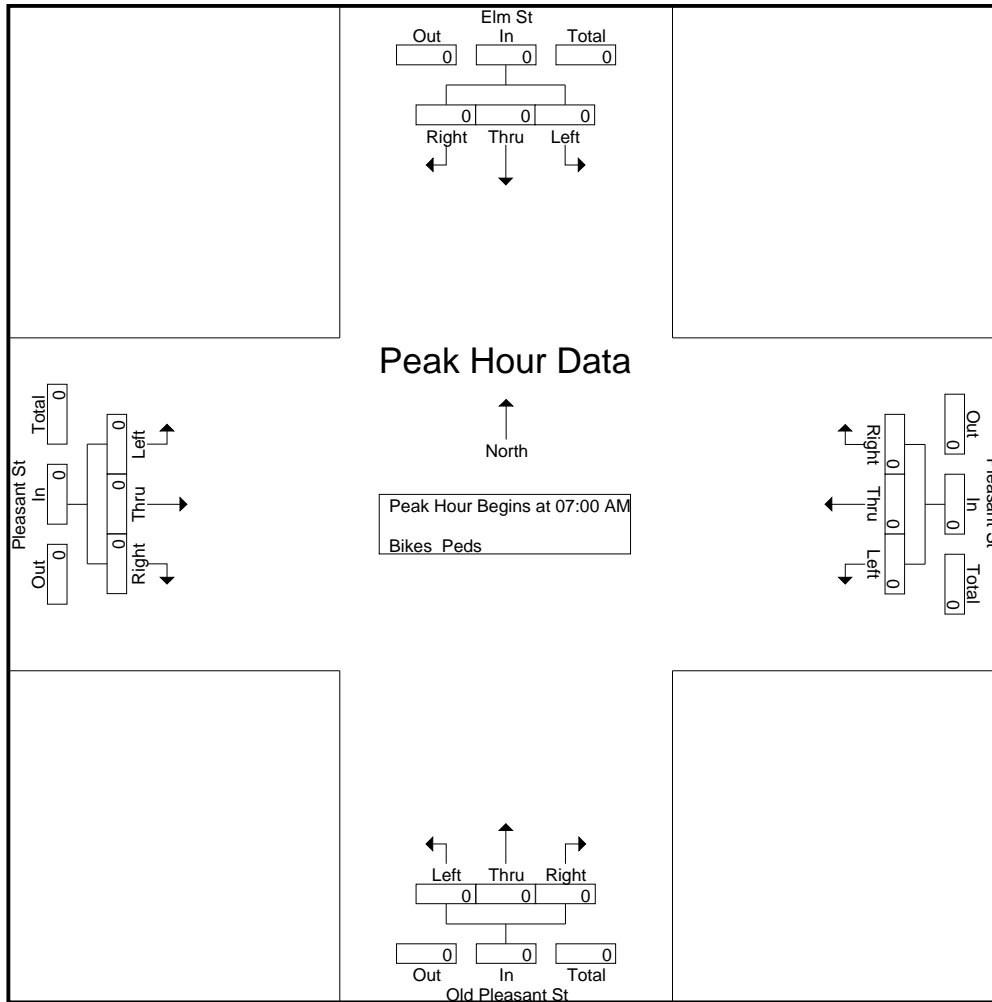 Elm St
Out In Total
0 0 0
0 0 0
Right Thru Left
Peak Hour Data
North
Peak Hour Begins at 07:00 AM
Bikes Peds
Pleasant St
Total In Out
0 0 0
0 0 0
Left Thru Right
Pleasant St
Out In Total
0 0 0
0 0 0
Right Thru Left
Left Thru Right
0 0 0
0 0 0
Out In Total
Old Pleasant St